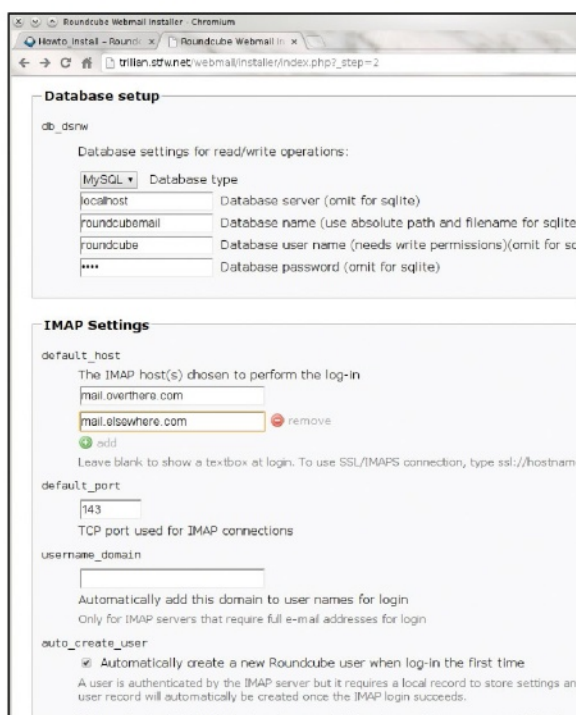 Roundcube Webmail Installer - Chromium
Howto_Install – Round
Roundcube Webmail In
trillian.stfw.net/webmail/installer/index.php?_step=2
Database setup
db_dsnw
Database settings for read/write operations:
MySQL Database type
localhost Database server (omit for sqlite)
roundcubemail Database name (use absolute path and filename for sqlite
roundcube Database user name (needs write permissions)(omit for sq
•••• Database password (omit for sqlite)
IMAP Settings
default_host
The IMAP host(s) chosen to perform the log-in
mail.overthere.com
mail.elsewhere.com remove
add
Leave blank to show a textbox at login. To use SSL/IMAPS connection, type ssl://hostname
default_port
143
TCP port used for IMAP connections
username_domain
Automatically add this domain to user names for login
Only for IMAP servers that require full e-mail addresses for login
auto_create_user
Automatically create a new Roundcube user when log-in the first time
A user is authenticated by the IMAP server but it requires a local record to store settings an
user record will automatically be created once the IMAP login succeeds.